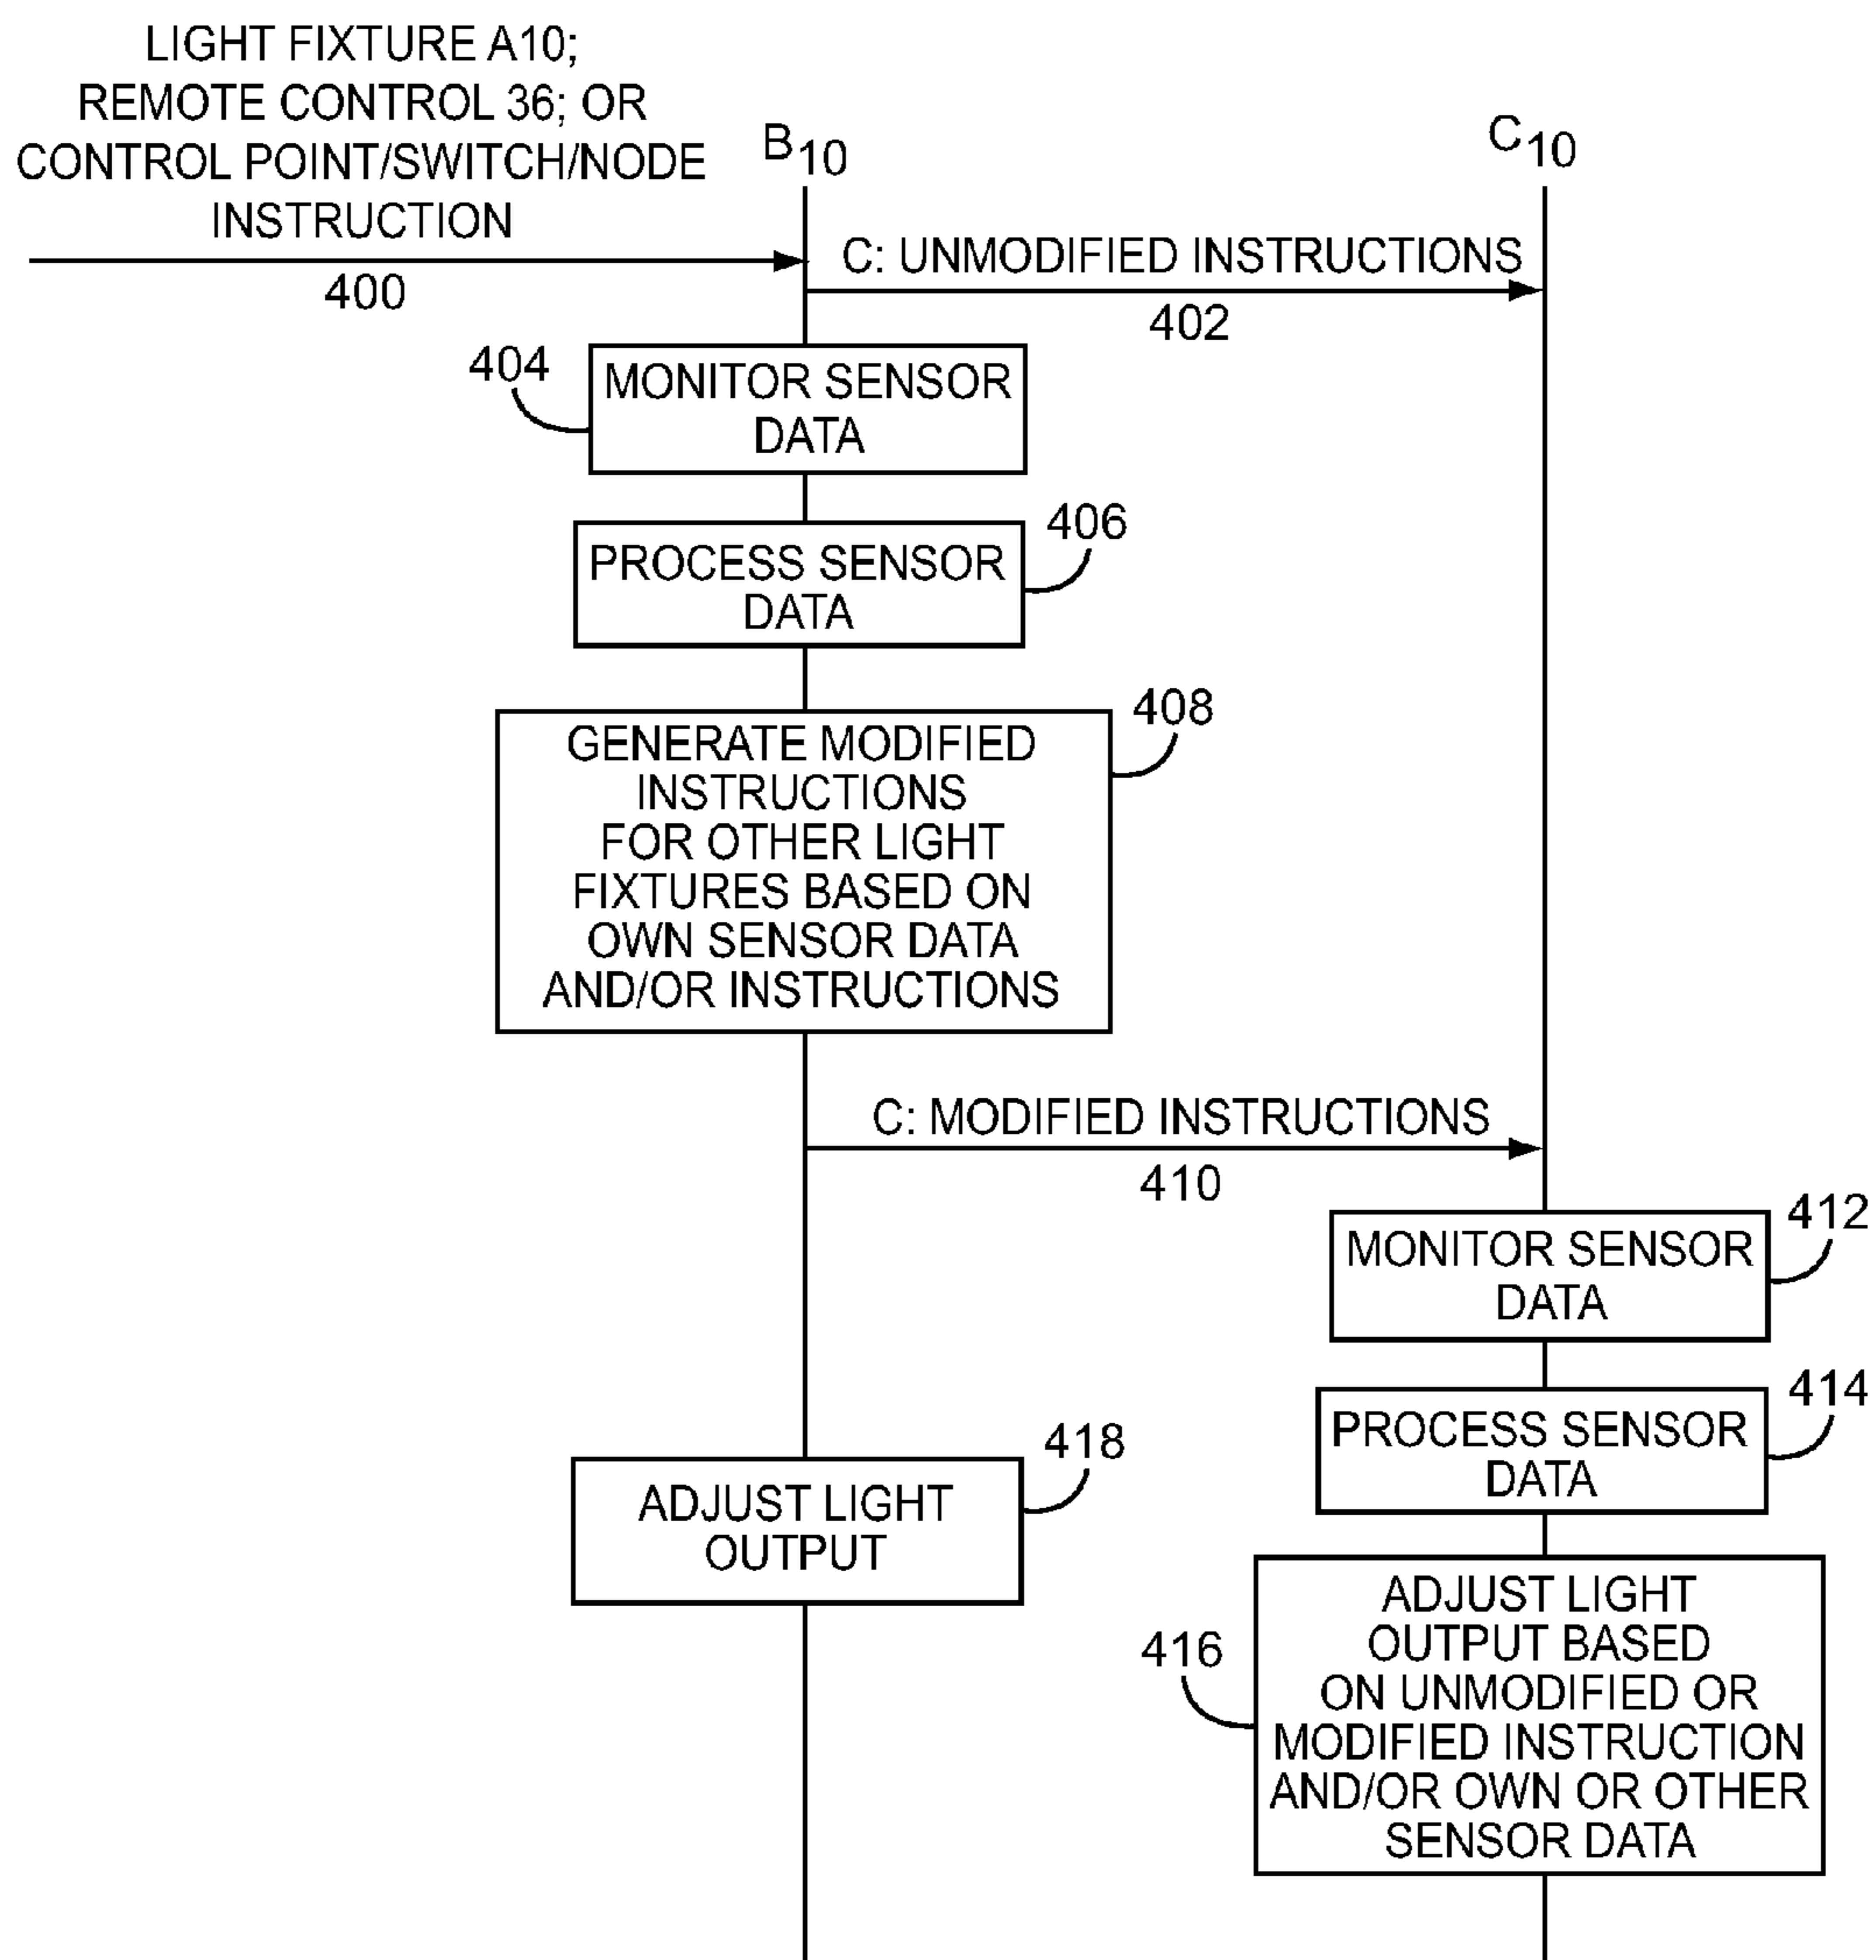 LIGHT FIXTURE A10;
REMOTE CONTROL 36; OR
CONTROL POINT/SWITCH/NODE
INSTRUCTION
400
B10
C10
C: UNMODIFIED INSTRUCTIONS
402
404
MONITOR SENSOR
DATA
406
PROCESS SENSOR
DATA
408
GENERATE MODIFIED
INSTRUCTIONS
FOR OTHER LIGHT
FIXTURES BASED ON
OWN SENSOR DATA
AND/OR INSTRUCTIONS
C: MODIFIED INSTRUCTIONS
410
412
MONITOR SENSOR
DATA
414
PROCESS SENSOR
DATA
418
ADJUST LIGHT
OUTPUT
416
ADJUST LIGHT
OUTPUT BASED
ON UNMODIFIED OR
MODIFIED INSTRUCTION
AND/OR OWN OR OTHER
SENSOR DATA